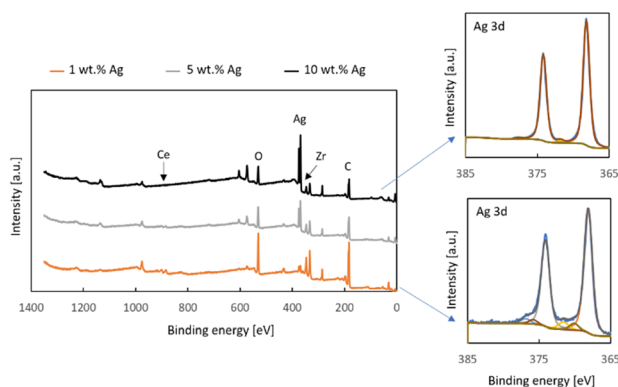 1 wt.% Ag 5 wt.% Ag 10 wt.% Ag
Intensity [a.u.]
Ce
O
Ag
Zr
C
1400 1200 1000 800 600 400 200 0
Binding energy [eV]
Ag 3d
Intensity [a.u.]
385 375 365
Ag 3d
Intensity [a.u.]
385 375 365
Binding energy [eV]